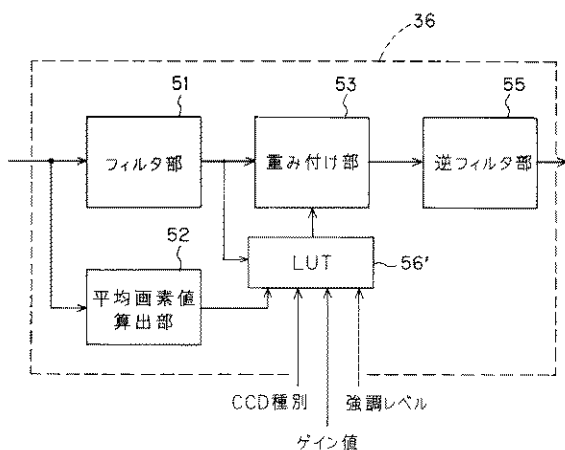 36
51
53
55
フィルタ部
重み付け部
逆フィルタ部
52
LUT
56'
平均画素値
算出部
CCD種別
強調レベル
ゲイン値